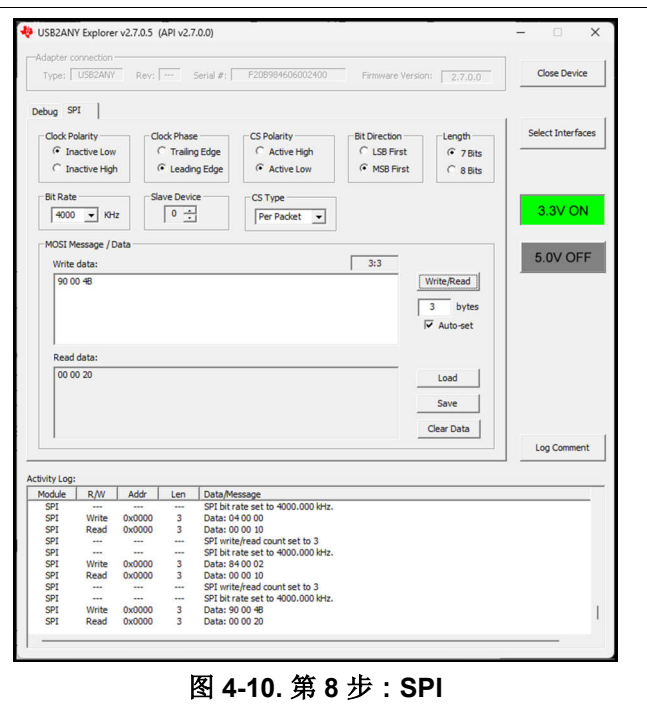 USB2ANY Explorer v2.7.0.5 (API v2.7.0.0)
Adapter connection
Type: USB2ANY Rev: --- Serial #: F208984606002400 Firmware Version: 2.7.0.0
Close Device
Debug SPI
Select Interfaces
Clock Polarity Clock Phase CS Polarity Bit Direction Length
Inactive Low Trailing Edge Active High LSB First 7 Bits
Inactive High Leading Edge Active Low MSB First 8 Bits
Bit Rate Slave Device CS Type
4000 KHz 0 Per Packet
3.3V ON
5.0V OFF
MOSI Message / Data
Write data: 3:3
90 00 4B
Write/Read
3 bytes
Auto-set
Read data:
00 00 20
Load
Save
Clear Data
Log Comment
Activity Log:
Module R/W Addr Len Data/Message
SPI --- --- --- SPI bit rate set to 4000.000 kHz.
SPI Write 0x0000 3 Data: 04 00 00
SPI Read 0x0000 3 Data: 00 00 10
SPI --- --- --- SPI write/read count set to 3
SPI --- --- --- SPI bit rate set to 4000.000 kHz.
SPI Write 0x0000 3 Data: 84 00 02
SPI Read 0x0000 3 Data: 00 00 10
SPI --- --- --- SPI write/read count set to 3
SPI --- --- --- SPI bit rate set to 4000.000 kHz.
SPI Write 0x0000 3 Data: 90 00 4B
SPI Read 0x0000 3 Data: 00 00 20
图 4-10. 第 8 步：SPI